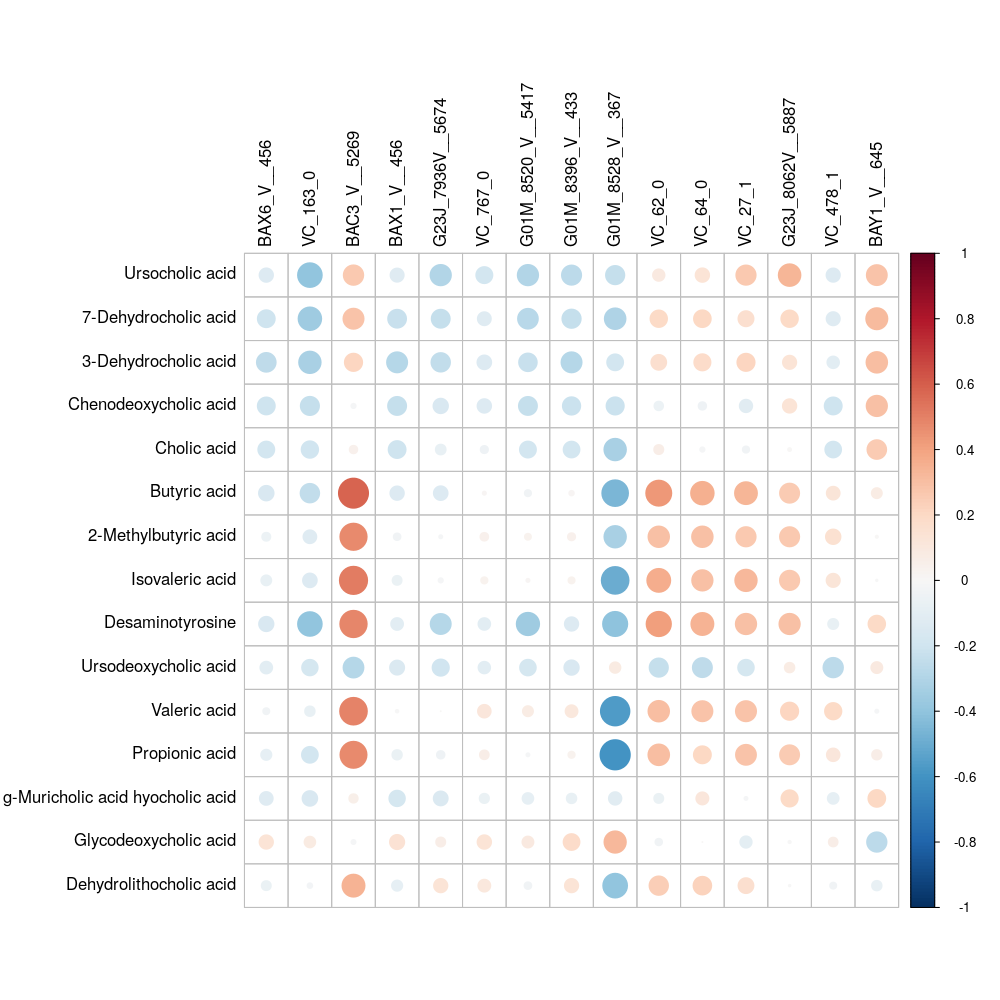 BAX6_V__456
VC_163_0
BAC3_V__5269
BAX1_V__456
G23J_7936V__5674
VC_767_0
G01M_8520_V__5417
G01M_8396_V__433
G01M_8528_V__367
VC_62_0
VC_64_0
VC_27_1
G23J_8062V__5887
VC_478_1
BAY1_V__645
Ursocholic acid
7-Dehydrocholic acid
3-Dehydrocholic acid
Chenodeoxycholic acid
Cholic acid
Butyric acid
2-Methylbutyric acid
Isovaleric acid
Desaminotyrosine
Ursodeoxycholic acid
Valeric acid
Propionic acid
g-Muricholic acid hyocholic acid
Glycodeoxycholic acid
Dehydrolithocholic acid
1
0.8
0.6
0.4
0.2
0
-0.2
-0.4
-0.6
-0.8
-1